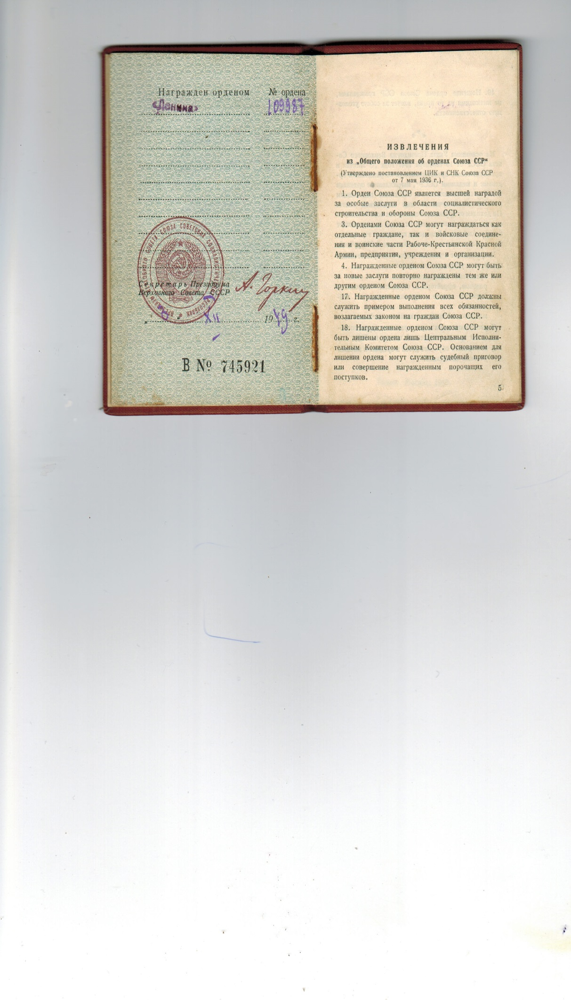 Награжден орденом № ордена
«Ленина» 109987
Секретарь Президиума
Верховного Совета СССР А. Горкин
„ “ XII 1949 г.
В № 745921
ИЗВЛЕЧЕНИЯ
из „Общего положения об орденах Союза ССР“
(Утверждено постановлением ЦИК и СНК Союза ССР
от 7 мая 1936 г.).
1. Орден Союза ССР является высшей наградой
за особые заслуги в области социалистического
строительства и обороны Союза ССР.
3. Орденами Союза ССР могут награждаться как
отдельные граждане, так и войсковые соедине-
ния и воинские части Рабоче-Крестьянской Красной
Армии, предприятия, учреждения и организации.
4. Награжденные орденом Союза ССР могут быть
за новые заслуги повторно награждены тем же или
другим орденом Союза ССР.
17. Награжденные орденом Союза ССР должны
служить примером выполнения всех обязанностей,
возлагаемых законом на граждан Союза ССР.
18. Награжденные орденом Союза ССР могут
быть лишены ордена лишь Центральным Исполни-
тельным Комитетом Союза ССР. Основанием для
лишения ордена могут служить судебный приговор
или совершение награжденным порочащих его
поступков.
5